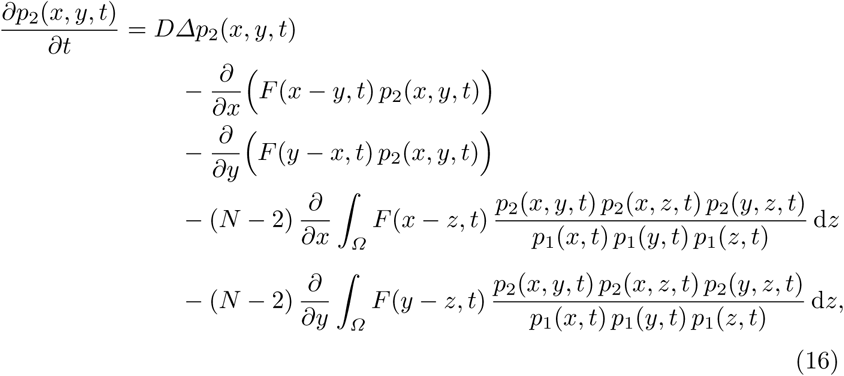 ∂p₂(x, y, t)/∂t = DΔp₂(x, y, t)
− ∂/∂x (F(x − y, t) p₂(x, y, t))
− ∂/∂y (F(y − x, t) p₂(x, y, t))
− (N − 2) ∂/∂x ∫_Ω F(x − z, t) p₂(x, y, t) p₂(x, z, t) p₂(y, z, t) / p₁(x, t) p₁(y, t) p₁(z, t) dz
− (N − 2) ∂/∂y ∫_Ω F(y − z, t) p₂(x, y, t) p₂(x, z, t) p₂(y, z, t) / p₁(x, t) p₁(y, t) p₁(z, t) dz,
(16)